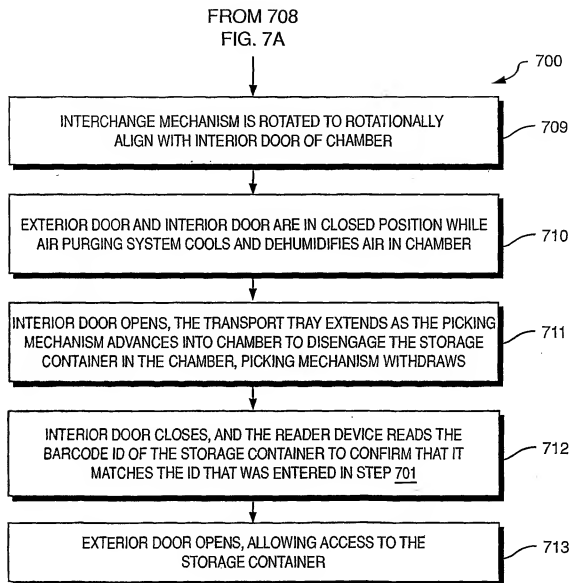 FROM 708
FIG. 7A
700
INTERCHANGE MECHANISM IS ROTATED TO ROTATIONALLY
ALIGN WITH INTERIOR DOOR OF CHAMBER
709
EXTERIOR DOOR AND INTERIOR DOOR ARE IN CLOSED POSITION WHILE
AIR PURGING SYSTEM COOLS AND DEHUMIDIFIES AIR IN CHAMBER
710
INTERIOR DOOR OPENS, THE TRANSPORT TRAY EXTENDS AS THE PICKING
MECHANISM ADVANCES INTO CHAMBER TO DISENGAGE THE STORAGE
CONTAINER IN THE CHAMBER, PICKING MECHANISM WITHDRAWS
711
INTERIOR DOOR CLOSES, AND THE READER DEVICE READS THE
BARCODE ID OF THE STORAGE CONTAINER TO CONFIRM THAT IT
MATCHES THE ID THAT WAS ENTERED IN STEP 701
712
EXTERIOR DOOR OPENS, ALLOWING ACCESS TO THE
STORAGE CONTAINER
713